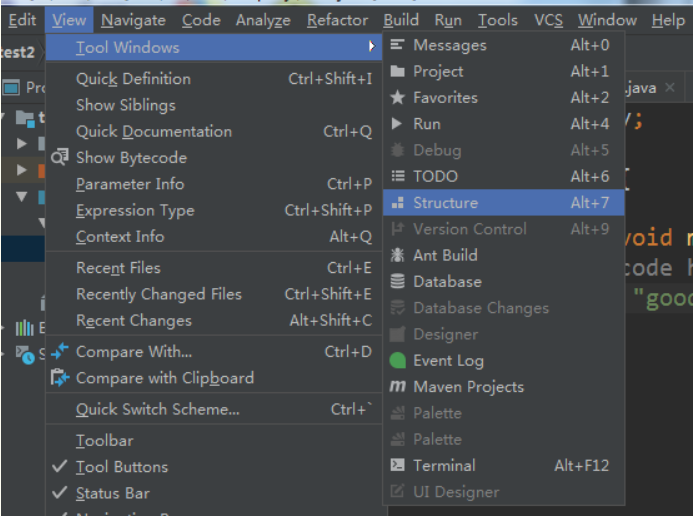 Edit View Navigate Code Analyze Refactor Build Run Tools VCS Window Help
test2
Tool Windows
Quick Definition Ctrl+Shift+I
Show Siblings
Quick Documentation Ctrl+Q
Show Bytecode
Parameter Info Ctrl+P
Expression Type Ctrl+Shift+P
Context Info Alt+Q
Recent Files Ctrl+E
Recently Changed Files Ctrl+Shift+E
Recent Changes Alt+Shift+C
Compare With... Ctrl+D
Compare with Clipboard
Quick Switch Scheme... Ctrl+`
Toolbar
Tool Buttons
Status Bar
Messages Alt+0
Project Alt+1
Favorites Alt+2
Run Alt+4
Debug Alt+5
TODO Alt+6
Structure Alt+7
Version Control Alt+9
Ant Build
Database
Database Changes
Designer
Event Log
Maven Projects
Palette
Palette
Terminal Alt+F12
UI Designer
Pro
t
E
S
.java
y;
{
void
code
"good